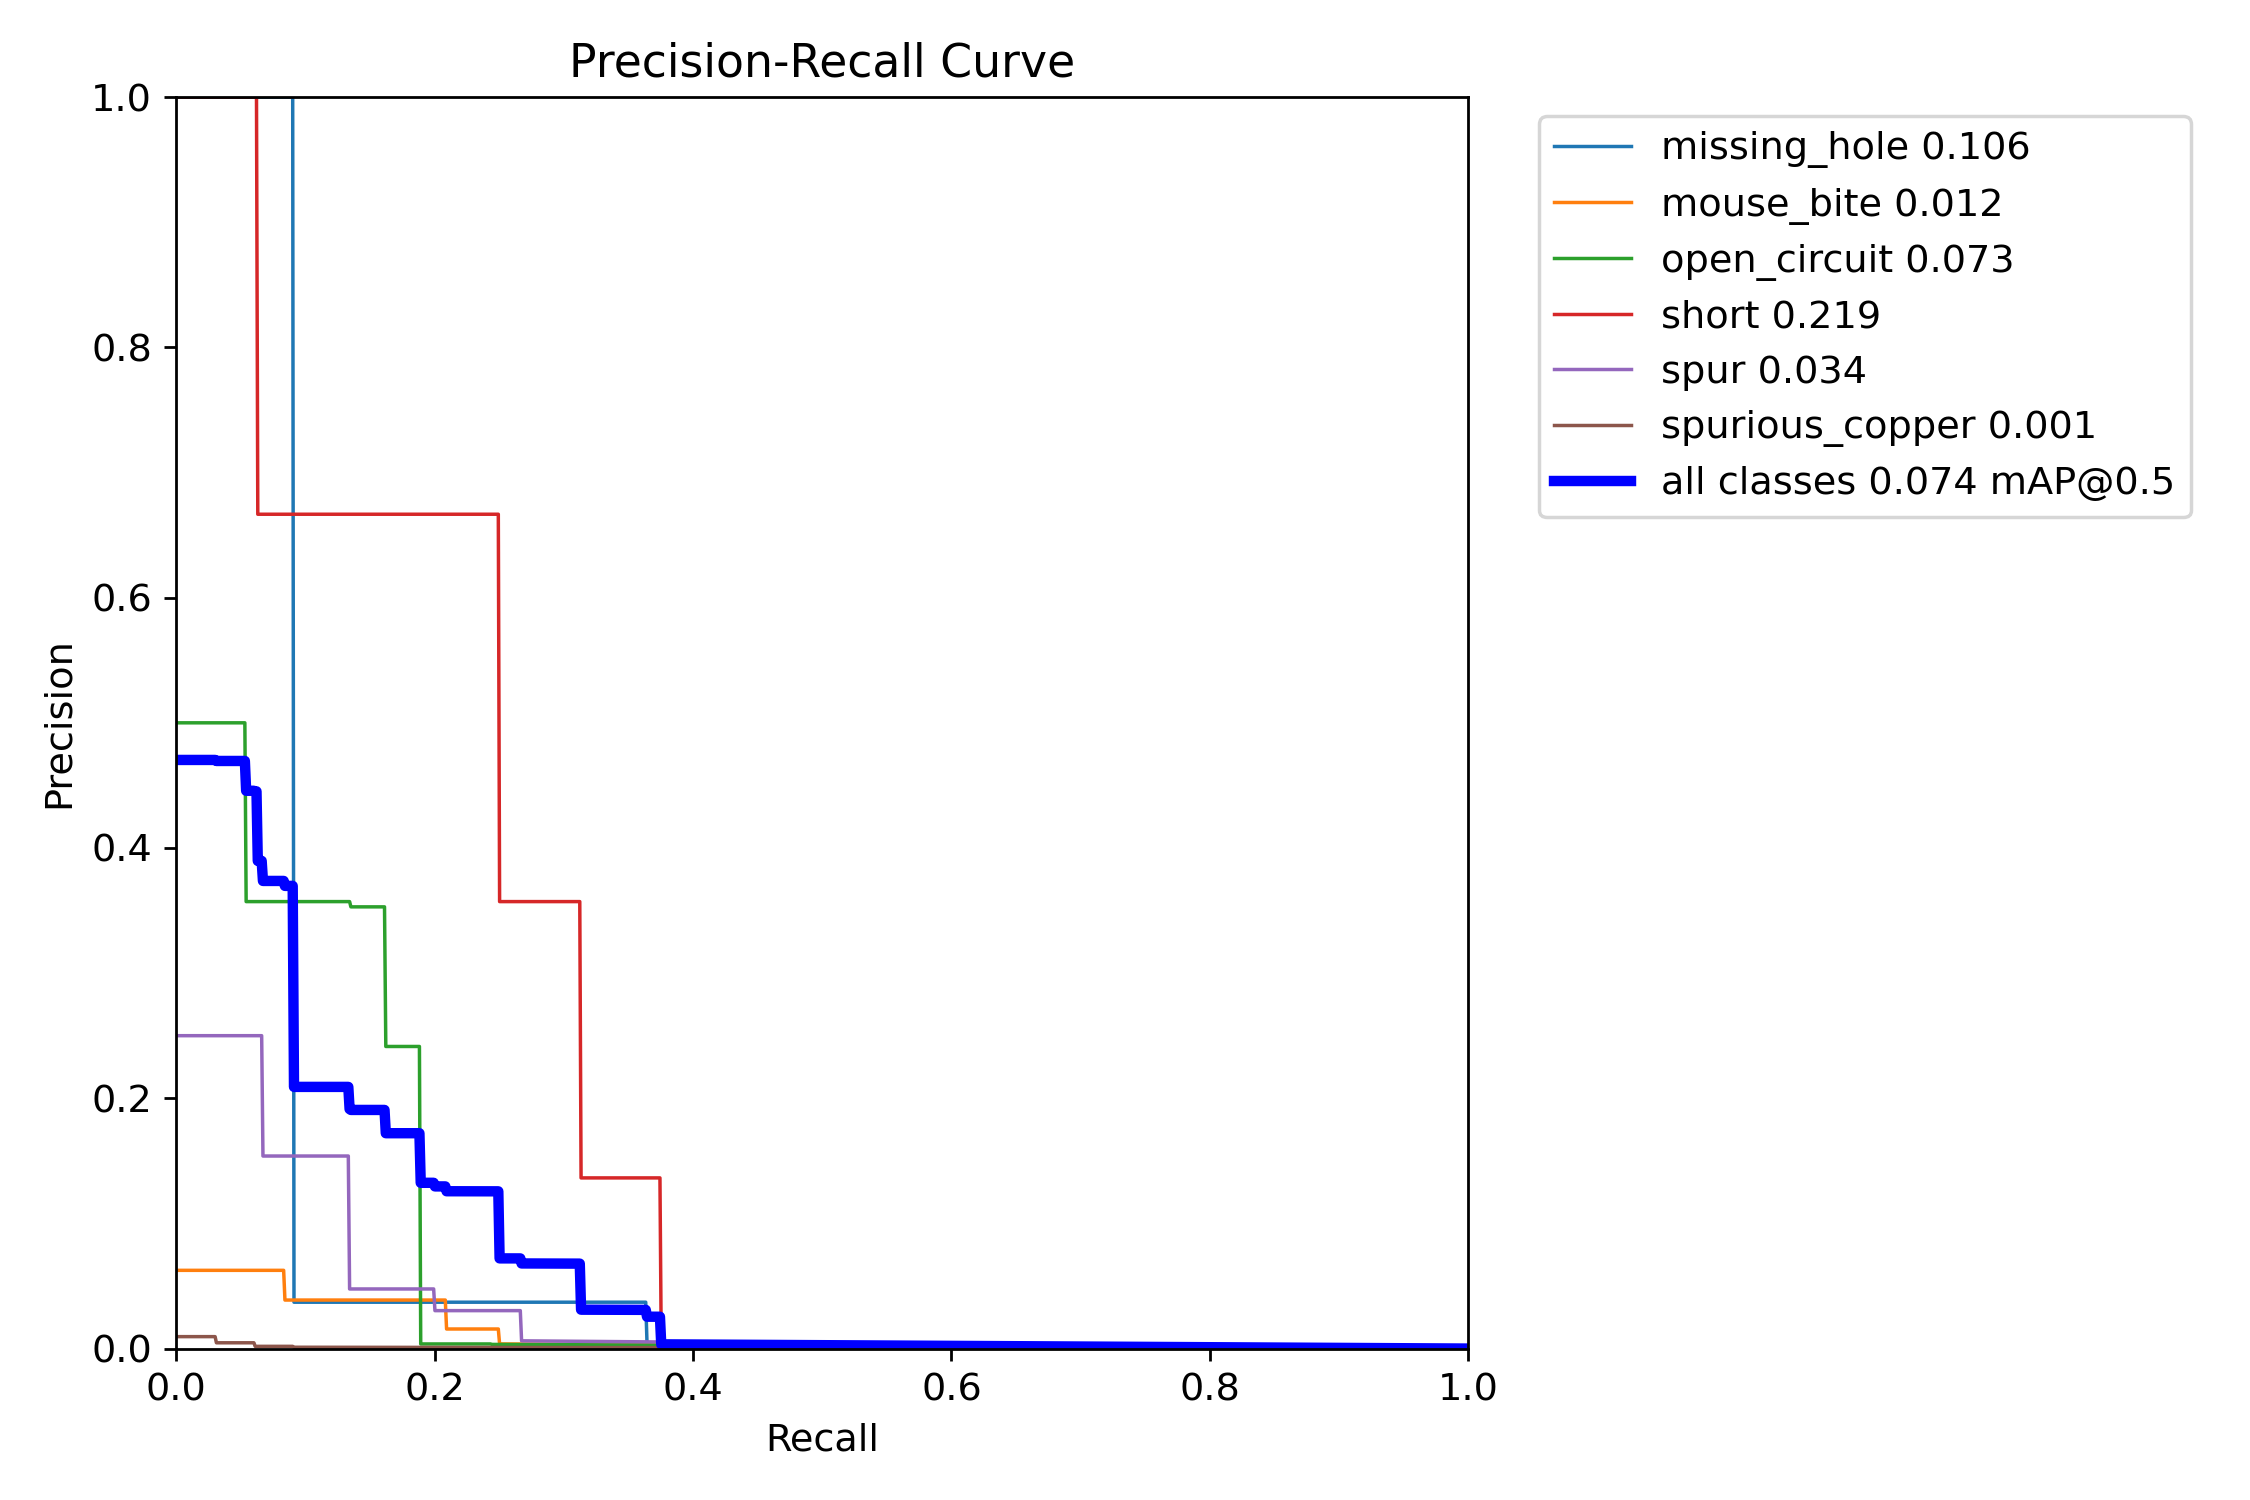 Precision-Recall Curve
1.0
0.8
0.6
0.4
0.2
0.0
Precision
0.0 0.2 0.4 0.6 0.8 1.0
Recall
missing_hole 0.106
mouse_bite 0.012
open_circuit 0.073
short 0.219
spur 0.034
spurious_copper 0.001
all classes 0.074 mAP@0.5